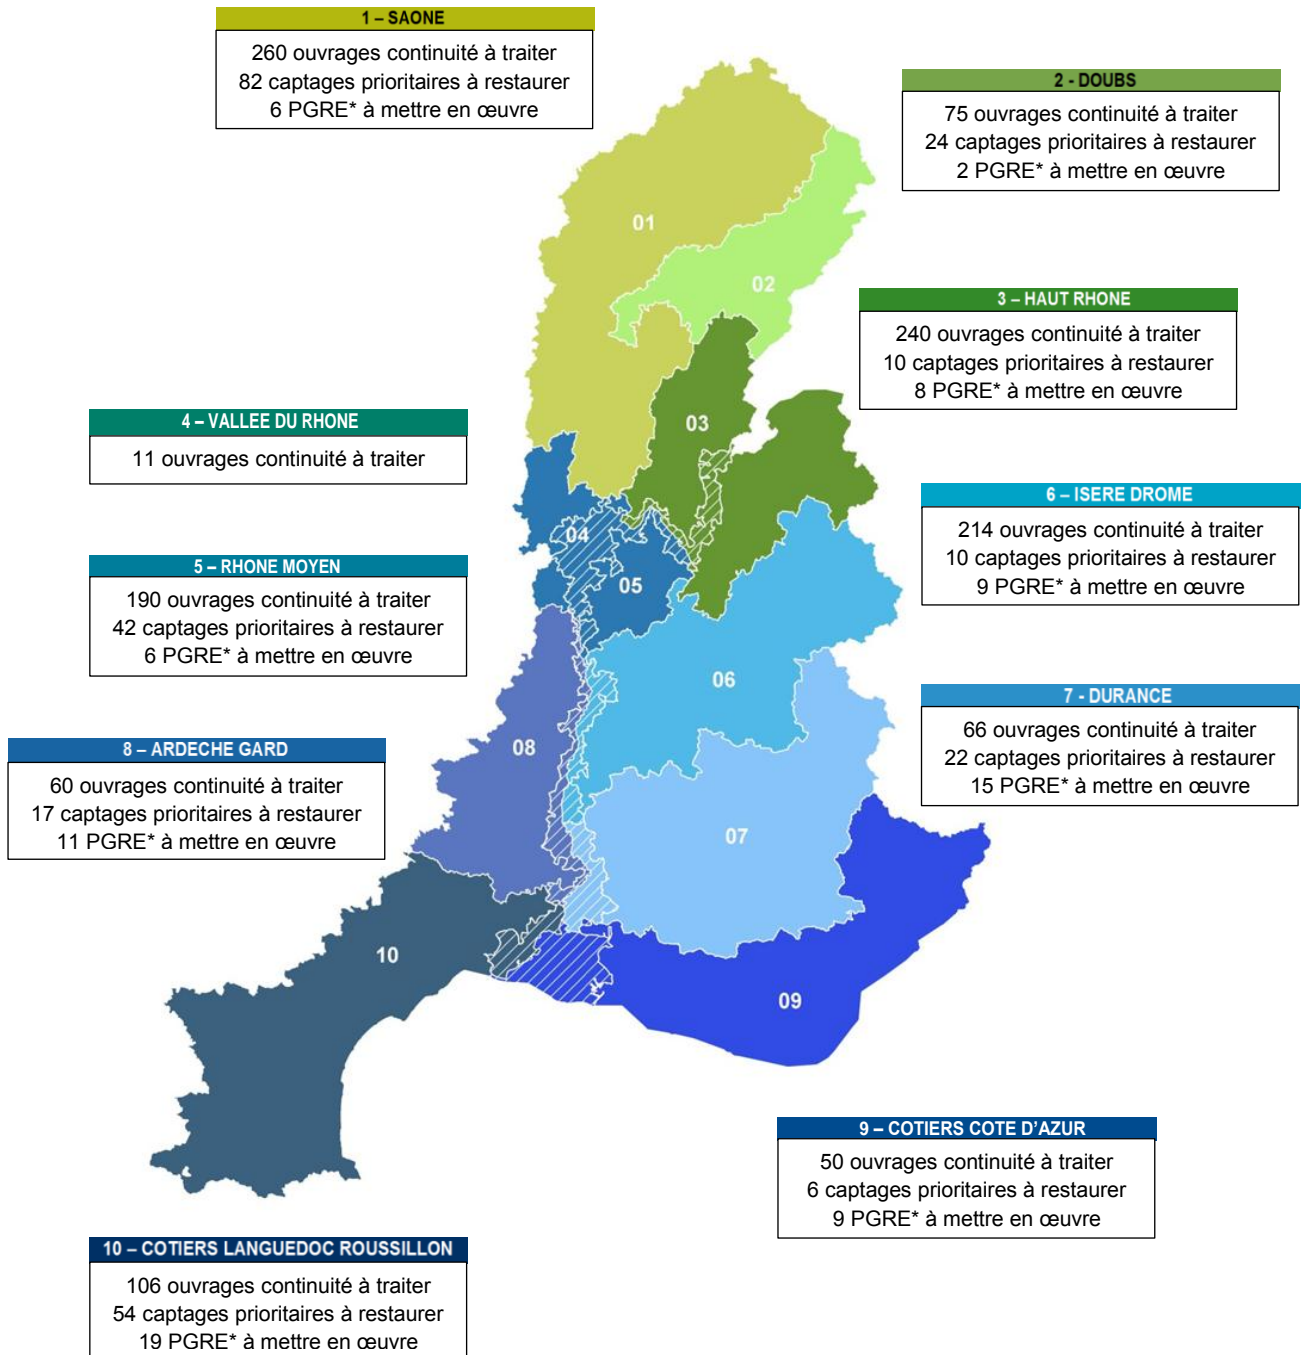 1 – SAONE
260 ouvrages continuité à traiter
82 captages prioritaires à restaurer
6 PGRE* à mettre en œuvre
2 - DOUBS
75 ouvrages continuité à traiter
24 captages prioritaires à restaurer
2 PGRE* à mettre en œuvre
01
02
3 – HAUT RHONE
240 ouvrages continuité à traiter
10 captages prioritaires à restaurer
8 PGRE* à mettre en œuvre
03
4 – VALLEE DU RHONE
11 ouvrages continuité à traiter
6 – ISERE DROME
214 ouvrages continuité à traiter
10 captages prioritaires à restaurer
9 PGRE* à mettre en œuvre
04
05
5 – RHONE MOYEN
190 ouvrages continuité à traiter
42 captages prioritaires à restaurer
6 PGRE* à mettre en œuvre
06
7 - DURANCE
66 ouvrages continuité à traiter
22 captages prioritaires à restaurer
15 PGRE* à mettre en œuvre
08
8 – ARDECHE GARD
60 ouvrages continuité à traiter
17 captages prioritaires à restaurer
11 PGRE* à mettre en œuvre
07
10
09
9 – COTIERS COTE D'AZUR
50 ouvrages continuité à traiter
6 captages prioritaires à restaurer
9 PGRE* à mettre en œuvre
10 – COTIERS LANGUEDOC ROUSSILLON
106 ouvrages continuité à traiter
54 captages prioritaires à restaurer
19 PGRE* à mettre en œuvre